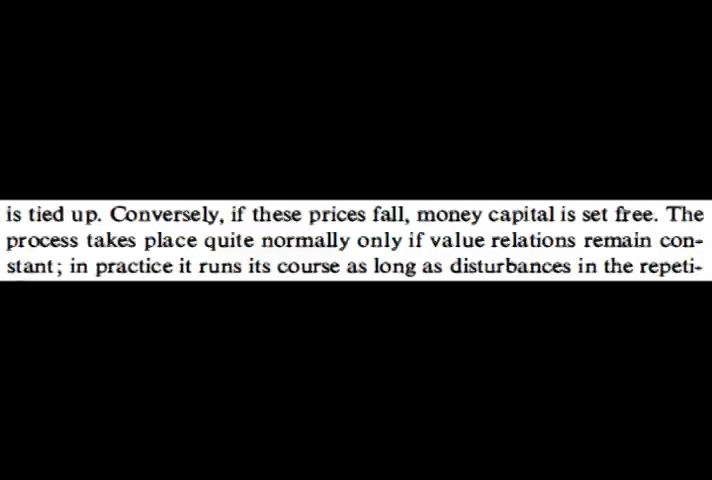 is tied up. Conversely, if these prices fall, money capital is set free. The
process takes place quite normally only if value relations remain con-
stant; in practice it runs its course as long as disturbances in the repeti-